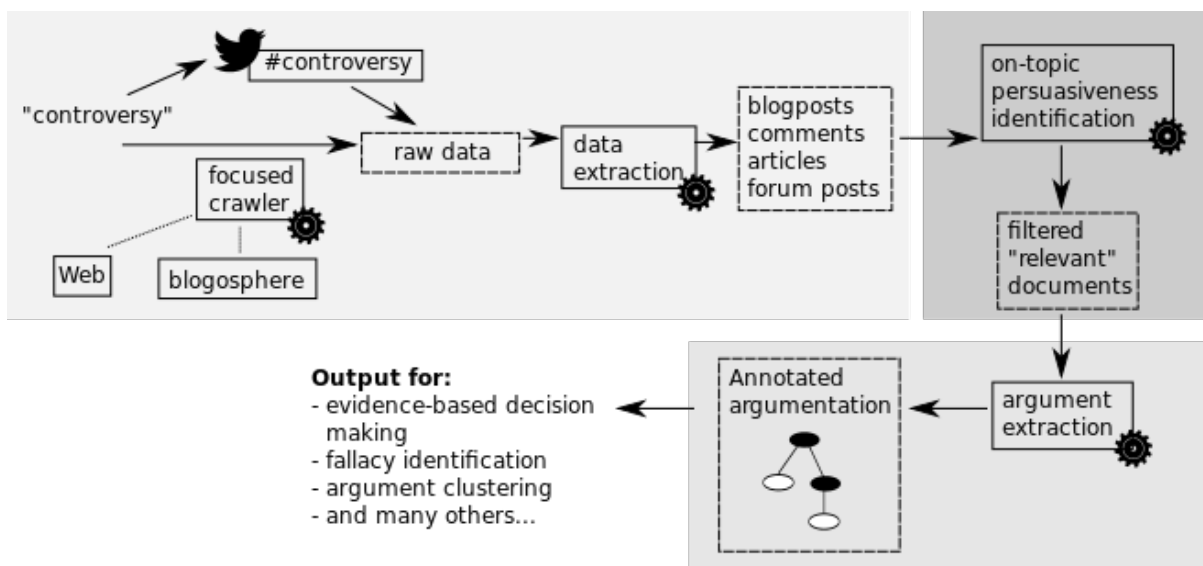 #controversy
"controversy"
raw data
focused
crawler
Web
blogosphere
data
extraction
blogposts
comments
articles
forum posts
on-topic
persuasiveness
identification
filtered
"relevant"
documents
argument
extraction
Annotated
argumentation
Output for:
- evidence-based decision
making
- fallacy identification
- argument clustering
- and many others...